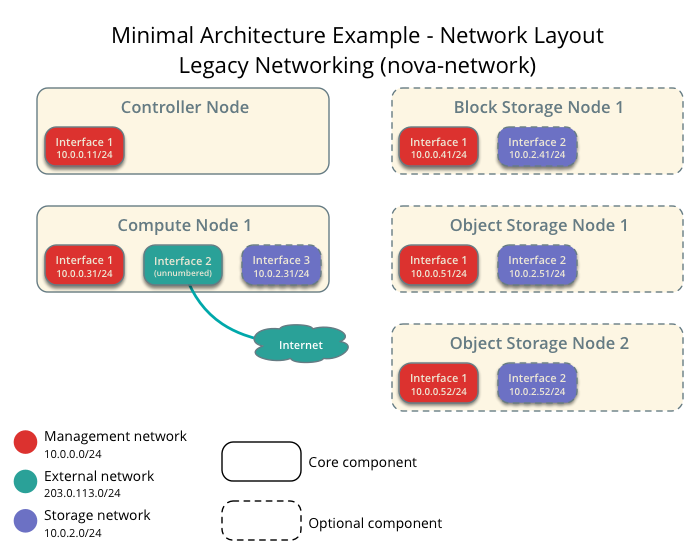 Minimal Architecture Example - Network Layout
Legacy Networking (nova-network)
Controller Node
Interface 1
10.0.0.11/24
Block Storage Node 1
Interface 1
10.0.0.41/24
Interface 2
10.0.2.41/24
Compute Node 1
Interface 1
10.0.0.31/24
Interface 2
(unnumbered)
Interface 3
10.0.2.31/24
Object Storage Node 1
Interface 1
10.0.0.51/24
Interface 2
10.0.2.51/24
Internet
Object Storage Node 2
Interface 1
10.0.0.52/24
Interface 2
10.0.2.52/24
Management network
10.0.0.0/24
External network
203.0.113.0/24
Storage network
10.0.2.0/24
Core component
Optional component